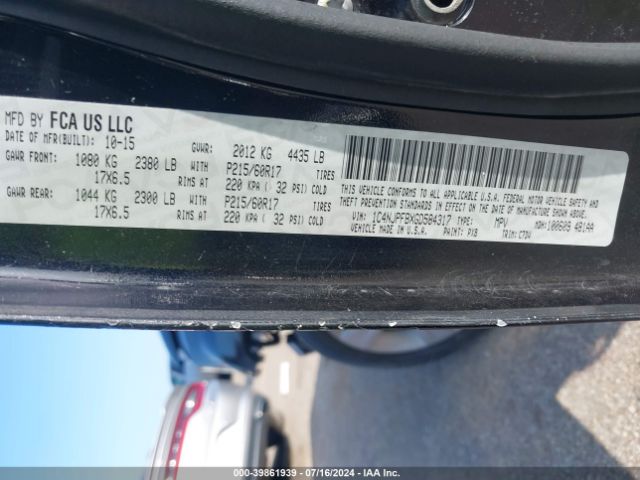 MFD BY FCA US LLC
DATE OF MFR(BUILT): 10-15 GVWR: 2012 KG 4435 LB
GAWR FRONT: 1080 KG 2380 LB WITH P215/60R17 TIRES
17X6.5 RIMS AT 220 KPA ( 32 PSI) COLD
GAWR REAR: 1044 KG 2300 LB WITH P215/60R17 TIRES
17X6.5 RIMS AT 220 KPA ( 32 PSI) COLD
THIS VEHICLE CONFORMS TO ALL APPLICABLE U.S.A. FEDERAL MOTOR VEHICLE SAFETY, BUMPER AND
THEFT PREVENTION STANDARDS IN EFFECT ON THE DATE OF MANUFACTURE SHOWN ABOVE.
VIN: 1C4NJPFBXGD584317 TYPE: MPV MDH: 100609 481AA
VEHICLE MADE IN U.S.A. PAINT: PX8 TRIM: C7DV
000-39861939 - 07/16/2024 - IAA Inc.